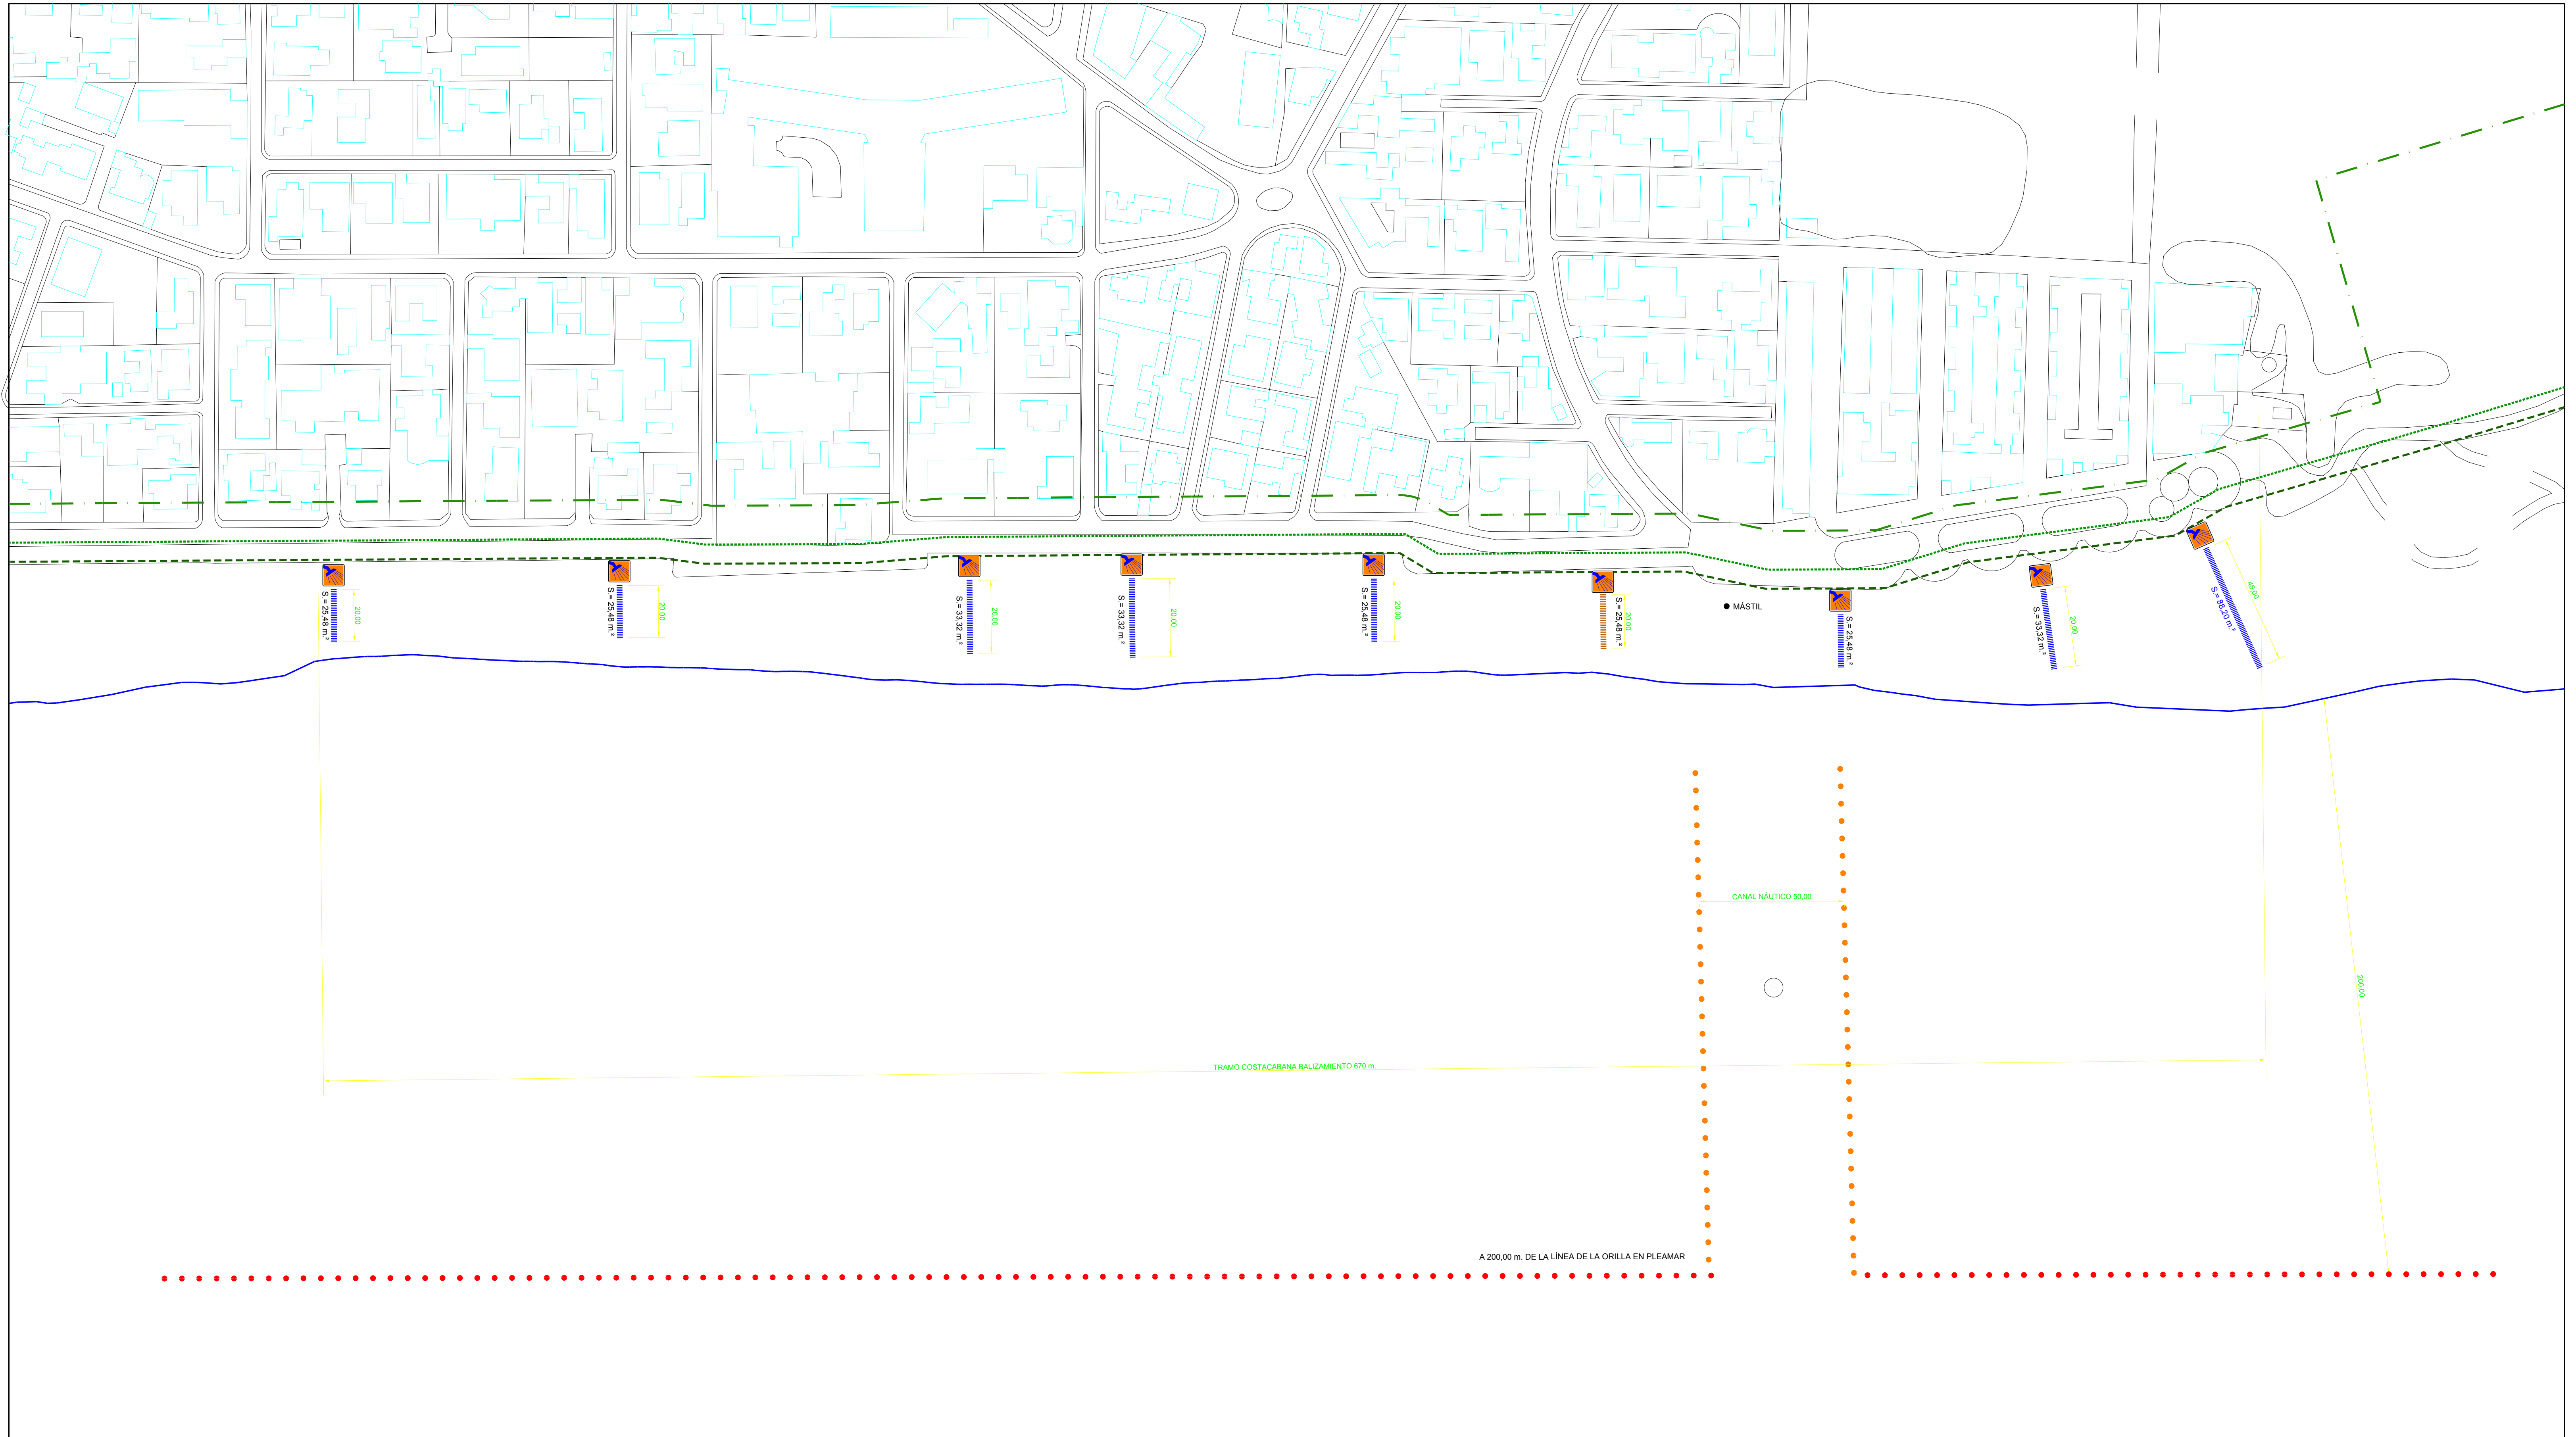 S.= 25,48 m.²
20.00
S.= 25,48 m.²
20.00
S.= 33,32 m.²
20.00
S.= 33,32 m.²
20.00
S.= 25,48 m.²
20.00
S.= 25,48 m.²
20.00
MÁSTIL
S.= 25,48 m.²
S.= 33,32 m.²
20.00
S.= 88,20 m.²
45.00
CANAL NÁUTICO 50.00
200.00
TRAMO COSTACABANA BALIZAMIENTO 670 m.
A 200,00 m. DE LA LÍNEA DE LA ORILLA EN PLEAMAR